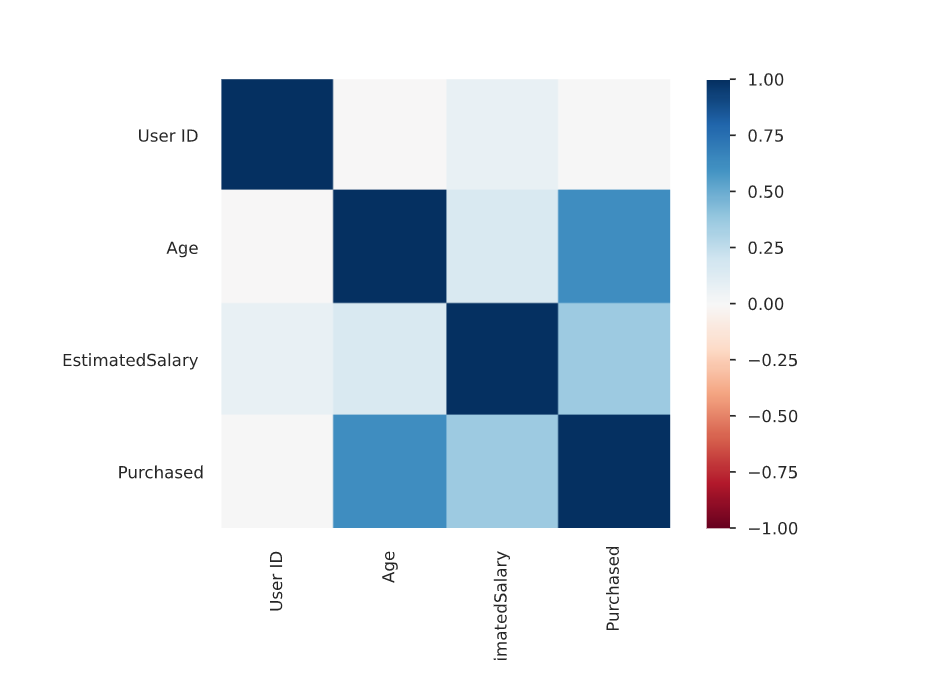 User ID
Age
EstimatedSalary
Purchased
User ID
Age
imatedSalary
Purchased
1.00
0.75
0.50
0.25
0.00
−0.25
−0.50
−0.75
−1.00